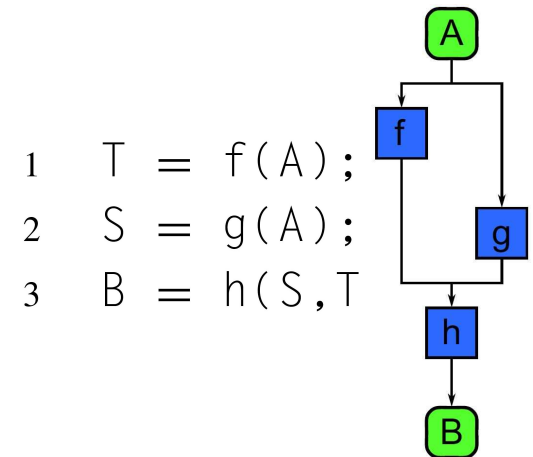 1 T = f(A);
2 S = g(A);
3 B = h(S,T
A
f
g
h
B